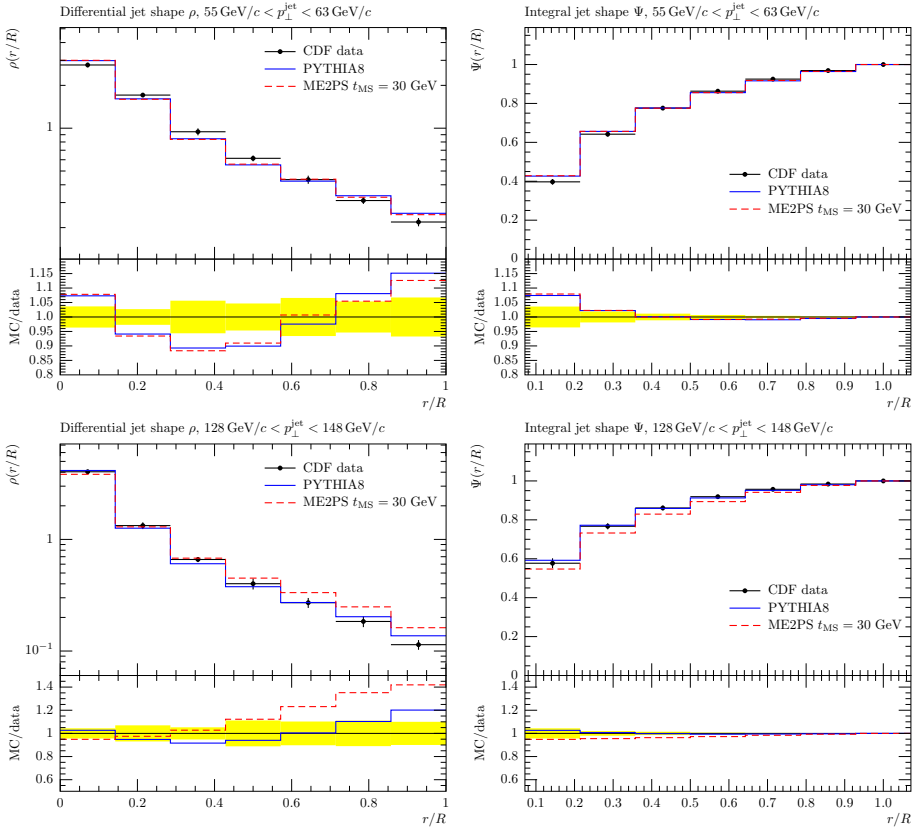 Differential jet shape ρ, 55 GeV/c < p⊥^jet < 63 GeV/c
ρ(r/R)
CDF data
PYTHIA8
ME2PS t_MS = 30 GeV
1
MC/data
1.15
1.1
1.05
1.0
0.95
0.9
0.85
0.8
0 0.2 0.4 0.6 0.8 1
r/R
Integral jet shape Ψ, 55 GeV/c < p⊥^jet < 63 GeV/c
Ψ(r/R)
CDF data
PYTHIA8
ME2PS t_MS = 30 GeV
1
0.8
0.6
0.4
0.2
0
MC/data
1.15
1.1
1.05
1.0
0.95
0.9
0.85
0.8
0.1 0.2 0.3 0.4 0.5 0.6 0.7 0.8 0.9 1.0
r/R
Differential jet shape ρ, 128 GeV/c < p⊥^jet < 148 GeV/c
ρ(r/R)
CDF data
PYTHIA8
ME2PS t_MS = 30 GeV
1
10⁻¹
MC/data
1.4
1.2
1
0.8
0.6
0 0.2 0.4 0.6 0.8 1
r/R
Integral jet shape Ψ, 128 GeV/c < p⊥^jet < 148 GeV/c
Ψ(r/R)
CDF data
PYTHIA8
ME2PS t_MS = 30 GeV
1
0.8
0.6
0.4
0.2
0
MC/data
1.4
1.2
1
0.8
0.6
0.1 0.2 0.3 0.4 0.5 0.6 0.7 0.8 0.9 1.0
r/R